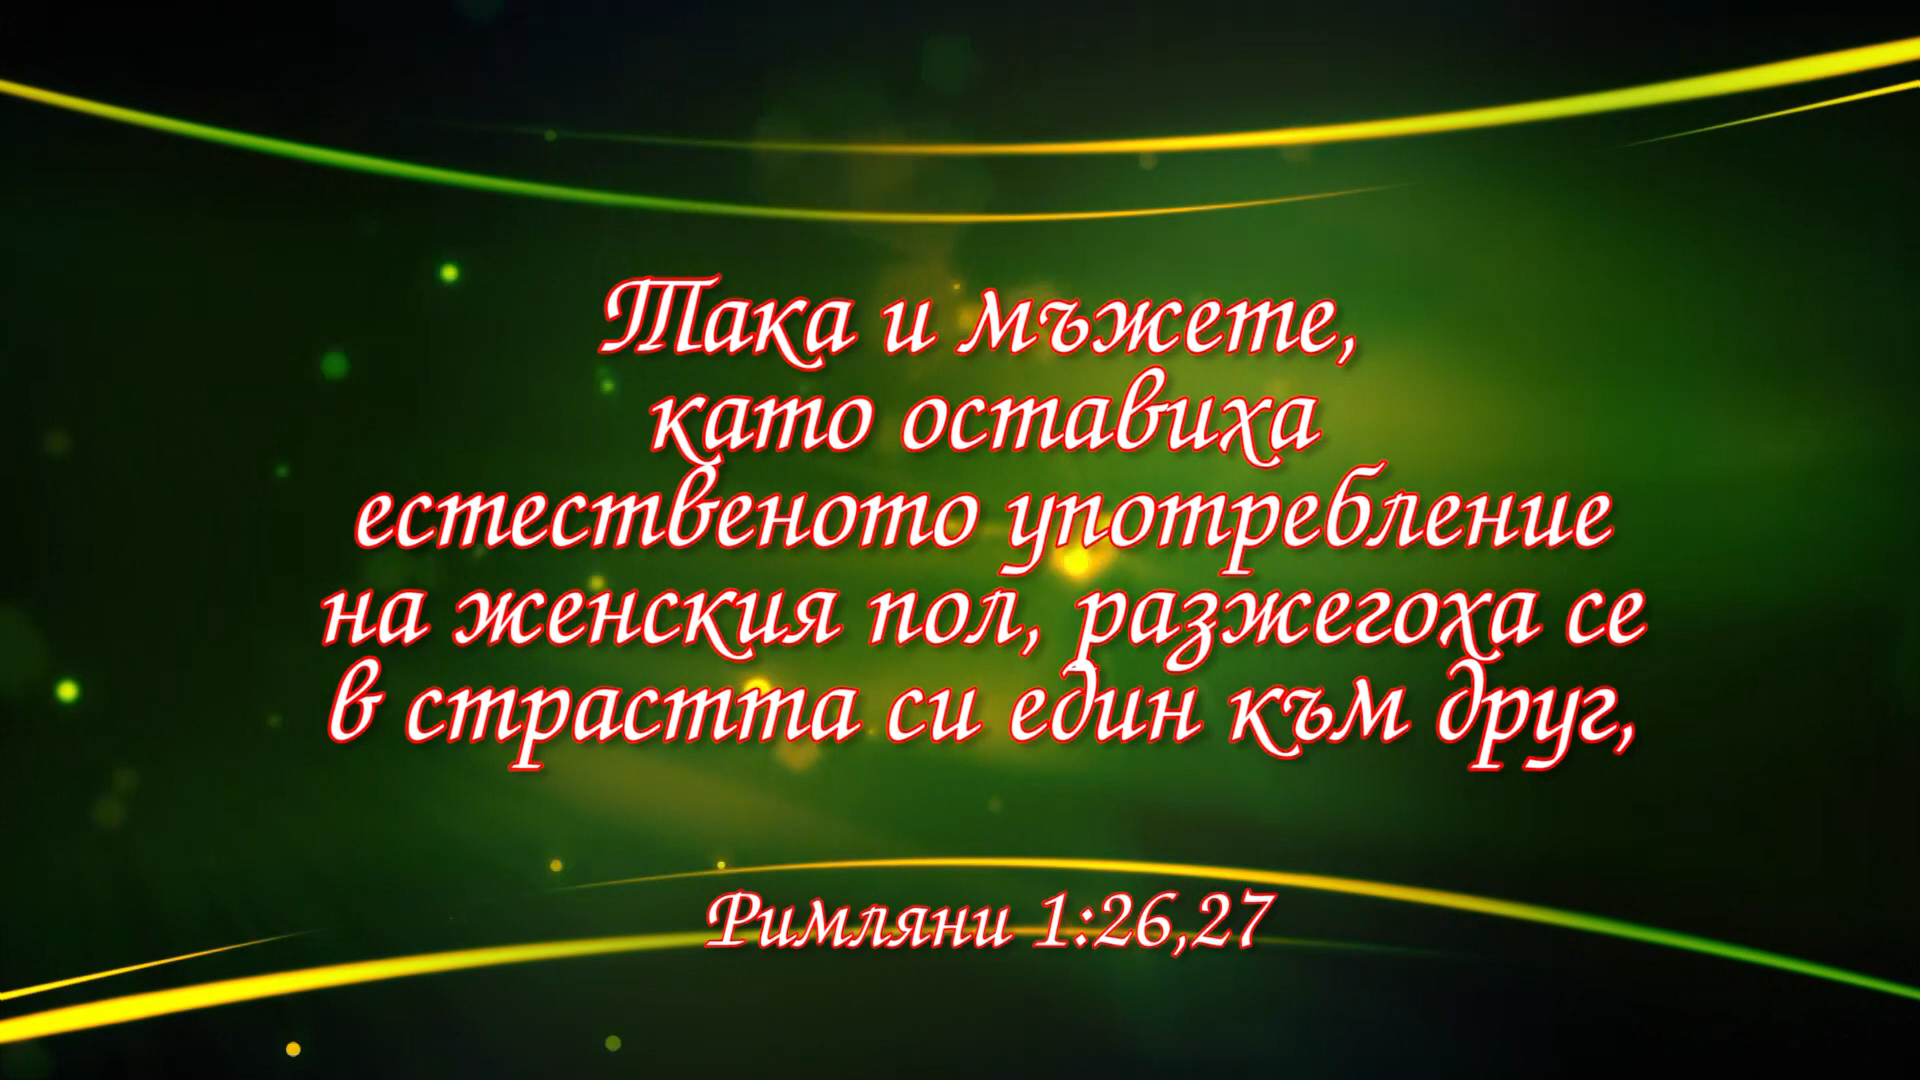 Така и мъжете,
като оставиха
естественото употребление
на женския пол, разжегоха се
в страстта си един към друг,
Римляни 1:26,27